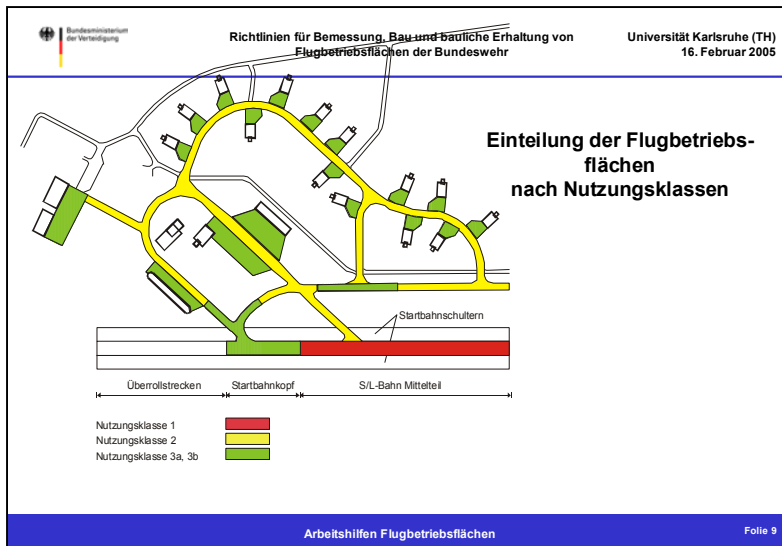 Bundesministerium
der Verteidigung
Richtlinien für Bemessung, Bau und bauliche Erhaltung von
Flugbetriebsflächen der Bundeswehr
Universität Karlsruhe (TH)
16. Februar 2005
Einteilung der Flugbetriebs-
flächen
nach Nutzungsklassen
Startbahnschultern
Überrollstrecken
Startbahnkopf
S/L-Bahn Mittelteil
Nutzungsklasse 1
Nutzungsklasse 2
Nutzungsklasse 3a, 3b
Arbeitshilfen Flugbetriebsflächen
Folie 9